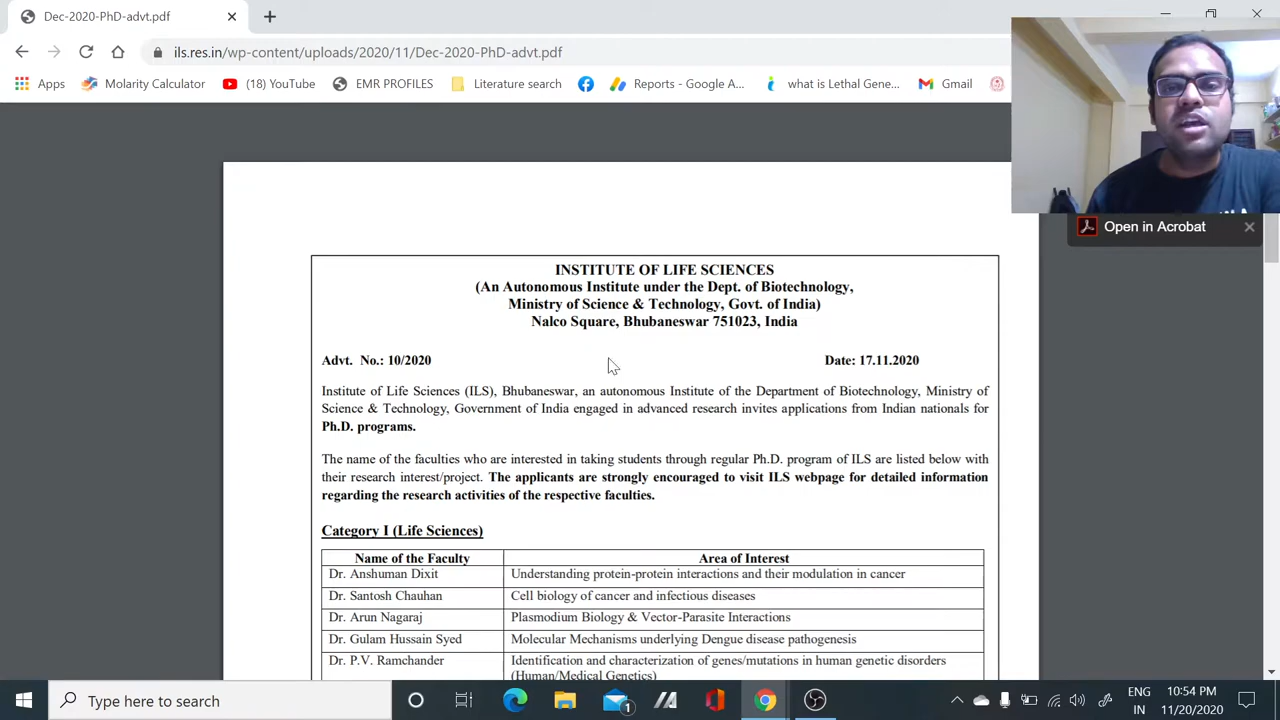 Dec-2020-PhD-advt.pdf
ils.res.in/wp-content/uploads/2020/11/Dec-2020-PhD-advt.pdf
Apps Molarity Calculator (18) YouTube EMR PROFILES Literature search Reports - Google A... what is Lethal Gene... Gmail
Open in Acrobat
INSTITUTE OF LIFE SCIENCES
(An Autonomous Institute under the Dept. of Biotechnology,
Ministry of Science & Technology, Govt. of India)
Nalco Square, Bhubaneswar 751023, India
Advt. No.: 10/2020 Date: 17.11.2020
Institute of Life Sciences (ILS), Bhubaneswar, an autonomous Institute of the Department of Biotechnology, Ministry of
Science & Technology, Government of India engaged in advanced research invites applications from Indian nationals for
Ph.D. programs.
The name of the faculties who are interested in taking students through regular Ph.D. program of ILS are listed below with
their research interest/project. The applicants are strongly encouraged to visit ILS webpage for detailed information
regarding the research activities of the respective faculties.
Category I (Life Sciences)
Name of the Faculty Area of Interest
Dr. Anshuman Dixit Understanding protein-protein interactions and their modulation in cancer
Dr. Santosh Chauhan Cell biology of cancer and infectious diseases
Dr. Arun Nagaraj Plasmodium Biology & Vector-Parasite Interactions
Dr. Gulam Hussain Syed Molecular Mechanisms underlying Dengue disease pathogenesis
Dr. P.V. Ramchander Identification and characterization of genes/mutations in human genetic disorders
(Human/Medical Genetics)
Type here to search
1
ENG
IN
10:54 PM
11/20/2020